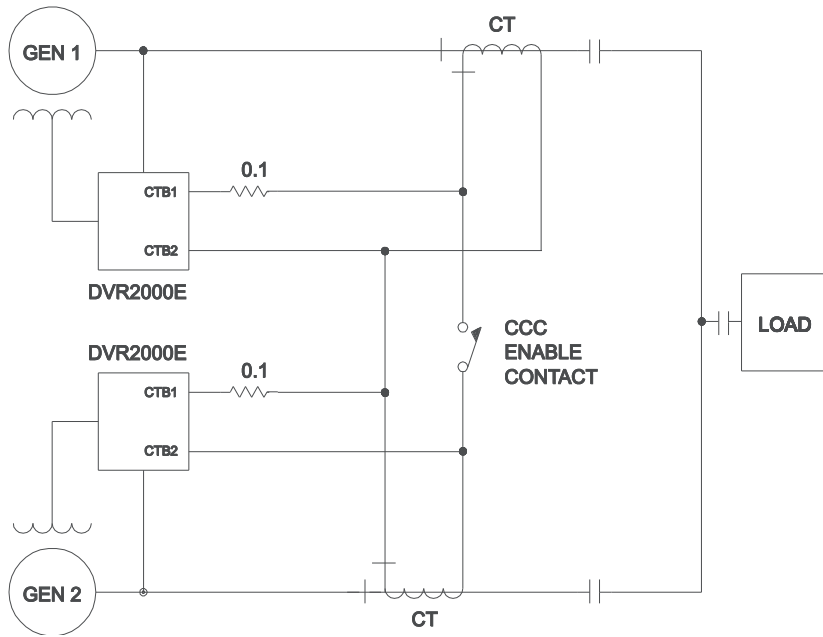 CT
GEN 1
0.1
CTB1
CTB2
DVR2000E
CCC
ENABLE
CONTACT
LOAD
DVR2000E
0.1
CTB1
CTB2
GEN 2
CT